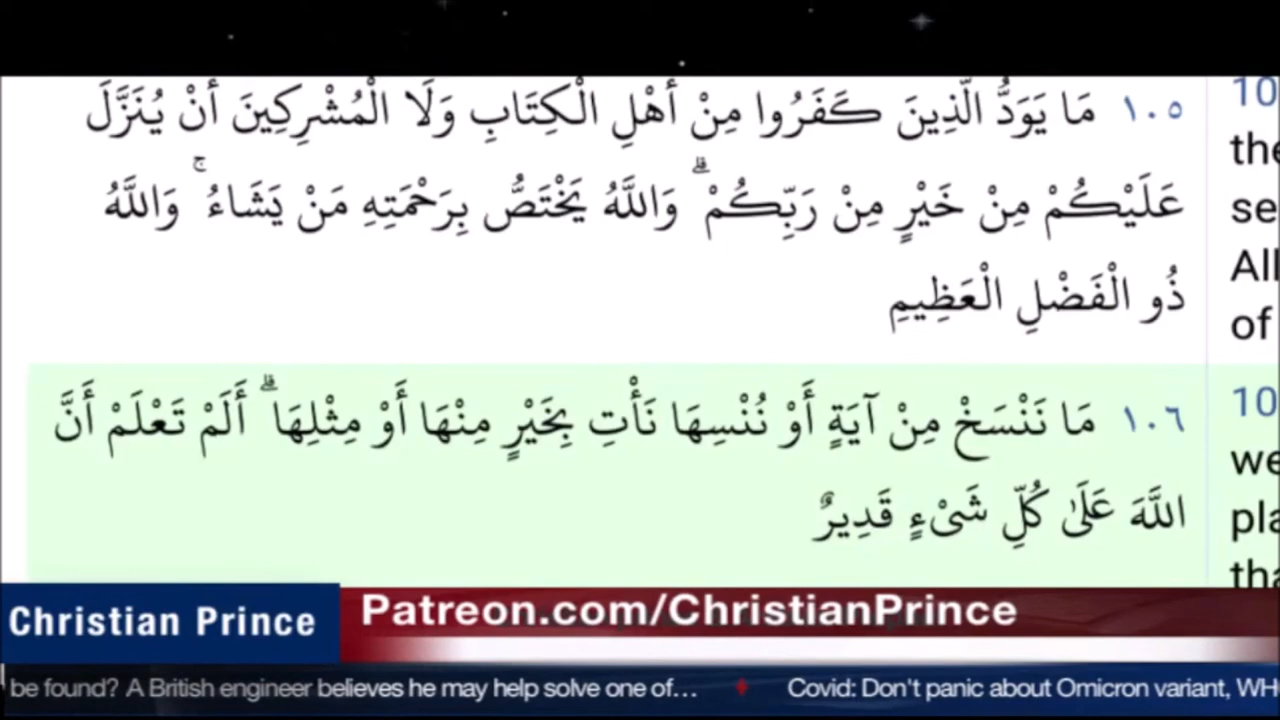 ١٠٥ مَا يَوَدُّ الَّذِينَ كَفَرُوا مِنْ أَهْلِ الْكِتَابِ وَلَا الْمُشْرِكِينَ أَنْ يُنَزَّلَ
عَلَيْكُمْ مِنْ خَيْرٍ مِنْ رَبِّكُمْ ۗ وَاللَّهُ يَخْتَصُّ بِرَحْمَتِهِ مَنْ يَشَاءُ ۚ وَاللَّهُ
ذُو الْفَضْلِ الْعَظِيمِ
١٠٦ مَا نَنْسَخْ مِنْ آيَةٍ أَوْ نُنْسِهَا نَأْتِ بِخَيْرٍ مِنْهَا أَوْ مِثْلِهَا ۗ أَلَمْ تَعْلَمْ أَنَّ
اللَّهَ عَلَىٰ كُلِّ شَيْءٍ قَدِيرٌ
10
the
se
All
of
10
we
pla
tha
Christian Prince
Patreon.com/ChristianPrince
be found? A British engineer believes he may help solve one of... ♦ Covid: Don't panic about Omicron variant, WH